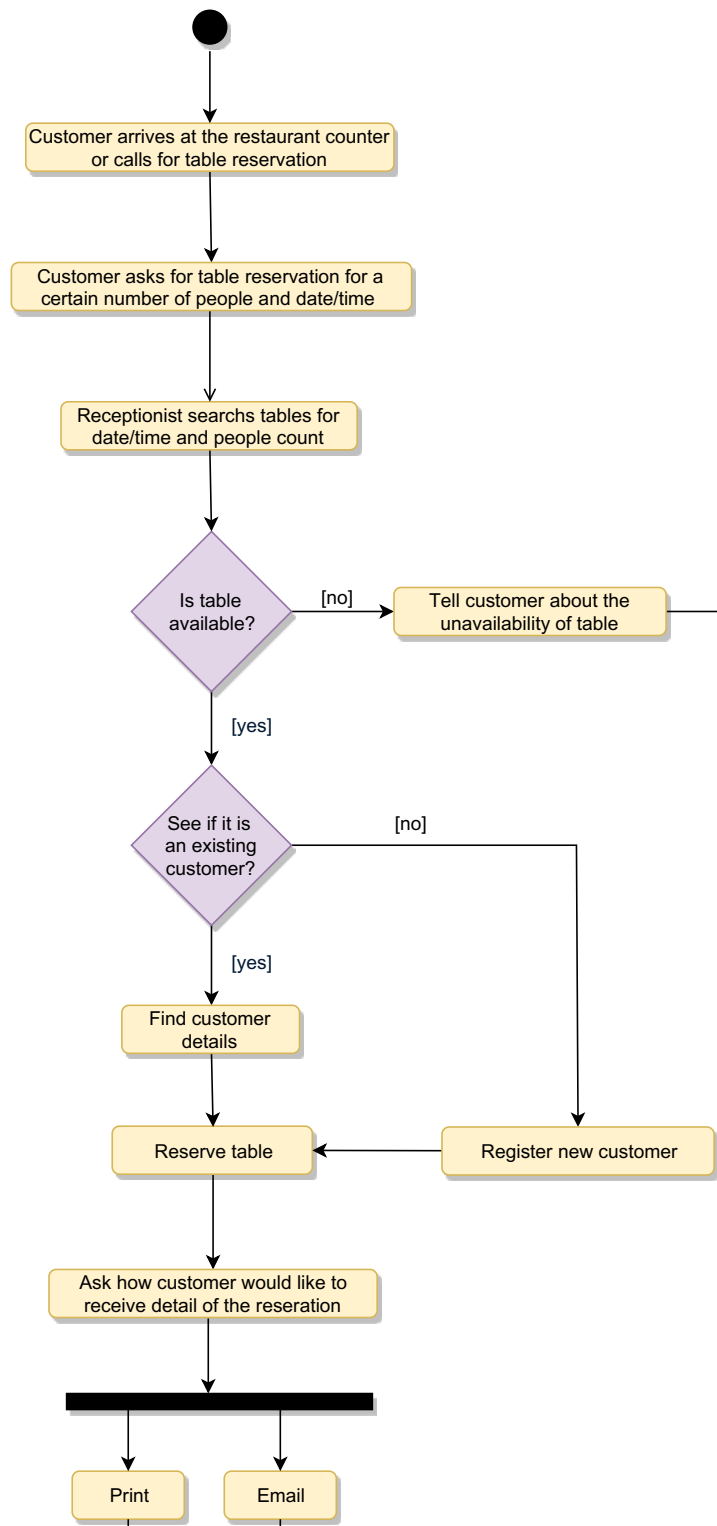 Customer arrives at the restaurant counter
or calls for table reservation
Customer asks for table reservation for a
certain number of people and date/time
Receptionist searchs tables for
date/time and people count
Is table
available?
[no]
Tell customer about the
unavailability of table
[yes]
See if it is
an existing
customer?
[no]
[yes]
Find customer
details
Reserve table
Register new customer
Ask how customer would like to
receive detail of the reseration
Print
Email